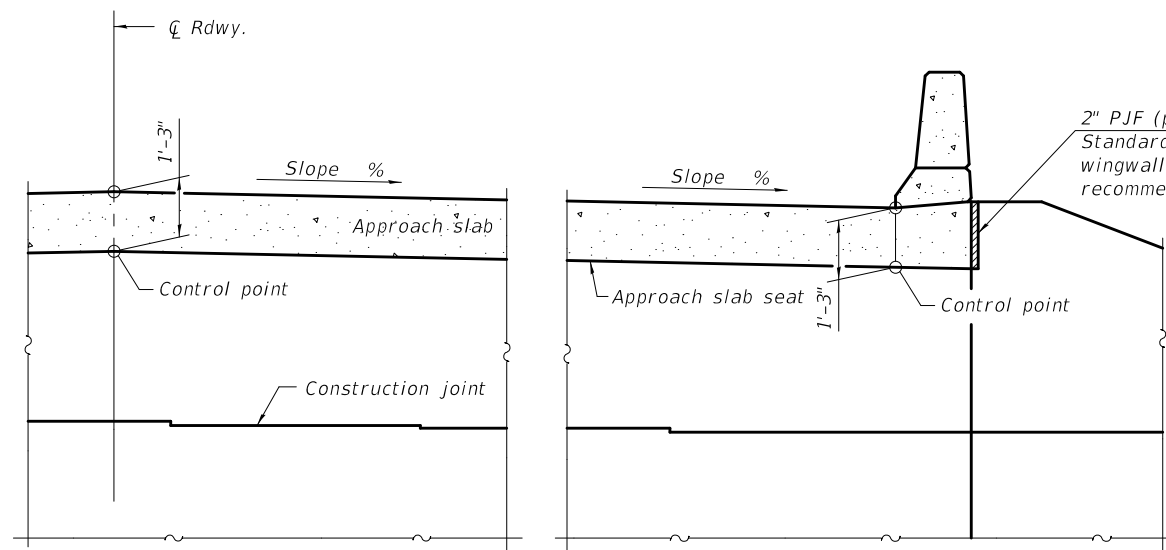 ℄ Rdwy.
1'-3"
Slope %
Approach slab
Control point
Construction joint
Slope %
2" PJF (p
Standard
wingwall
recomme
Approach slab seat
1'-3"
Control point